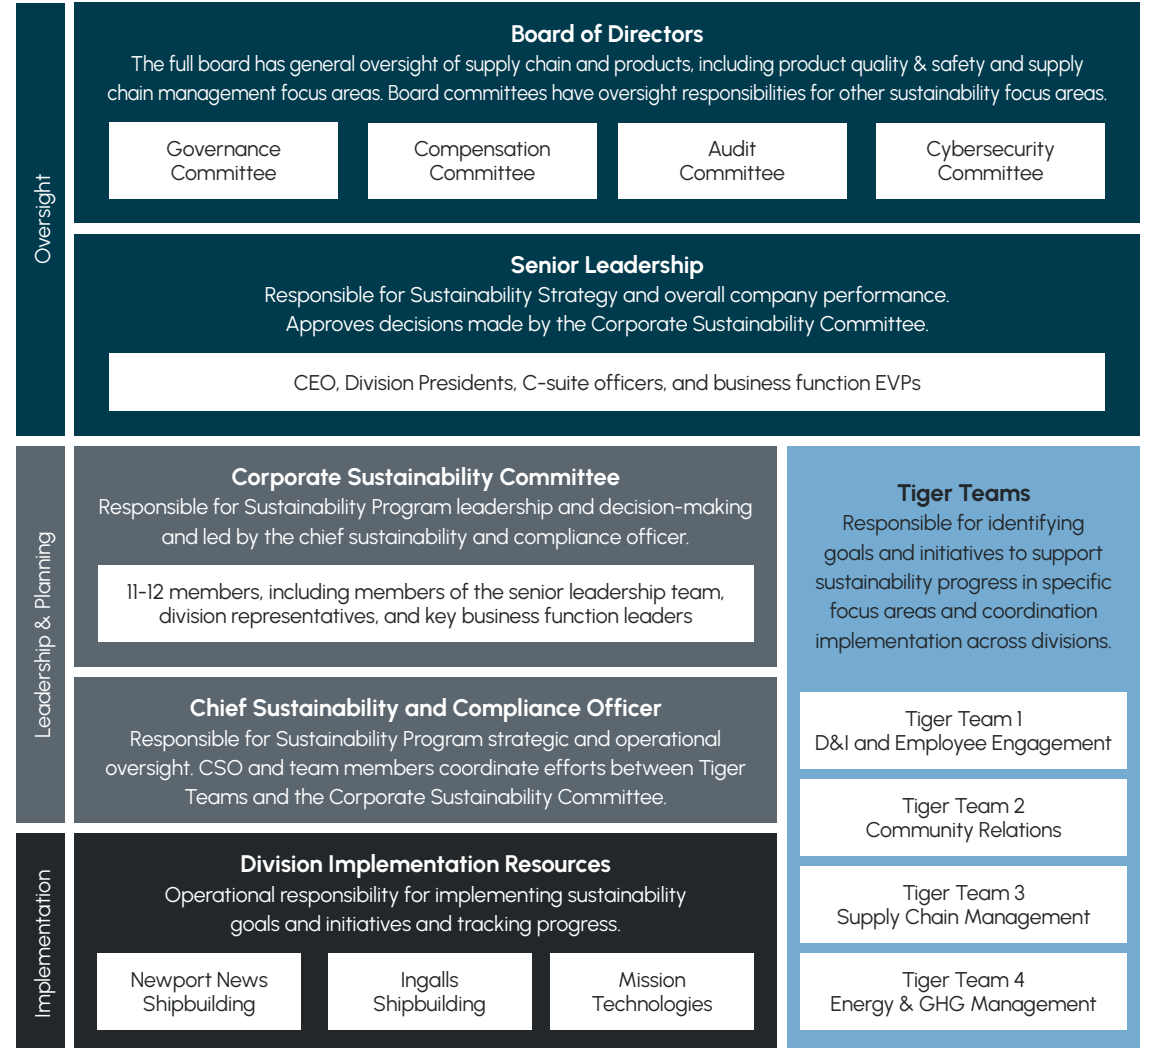 Oversight
Board of Directors
The full board has general oversight of supply chain and products, including product quality & safety and supply
chain management focus areas. Board committees have oversight responsibilities for other sustainability focus areas.
Governance
Committee
Compensation
Committee
Audit
Committee
Cybersecurity
Committee
Senior Leadership
Responsible for Sustainability Strategy and overall company performance.
Approves decisions made by the Corporate Sustainability Committee.
CEO, Division Presidents, C-suite officers, and business function EVPs
Leadership & Planning
Corporate Sustainability Committee
Responsible for Sustainability Program leadership and decision-making
and led by the chief sustainability and compliance officer.
11-12 members, including members of the senior leadership team,
division representatives, and key business function leaders
Chief Sustainability and Compliance Officer
Responsible for Sustainability Program strategic and operational
oversight. CSO and team members coordinate efforts between Tiger
Teams and the Corporate Sustainability Committee.
Implementation
Division Implementation Resources
Operational responsibility for implementing sustainability
goals and initiatives and tracking progress.
Newport News
Shipbuilding
Ingalls
Shipbuilding
Mission
Technologies
Tiger Teams
Responsible for identifying
goals and initiatives to support
sustainability progress in specific
focus areas and coordination
implementation across divisions.
Tiger Team 1
D&I and Employee Engagement
Tiger Team 2
Community Relations
Tiger Team 3
Supply Chain Management
Tiger Team 4
Energy & GHG Management